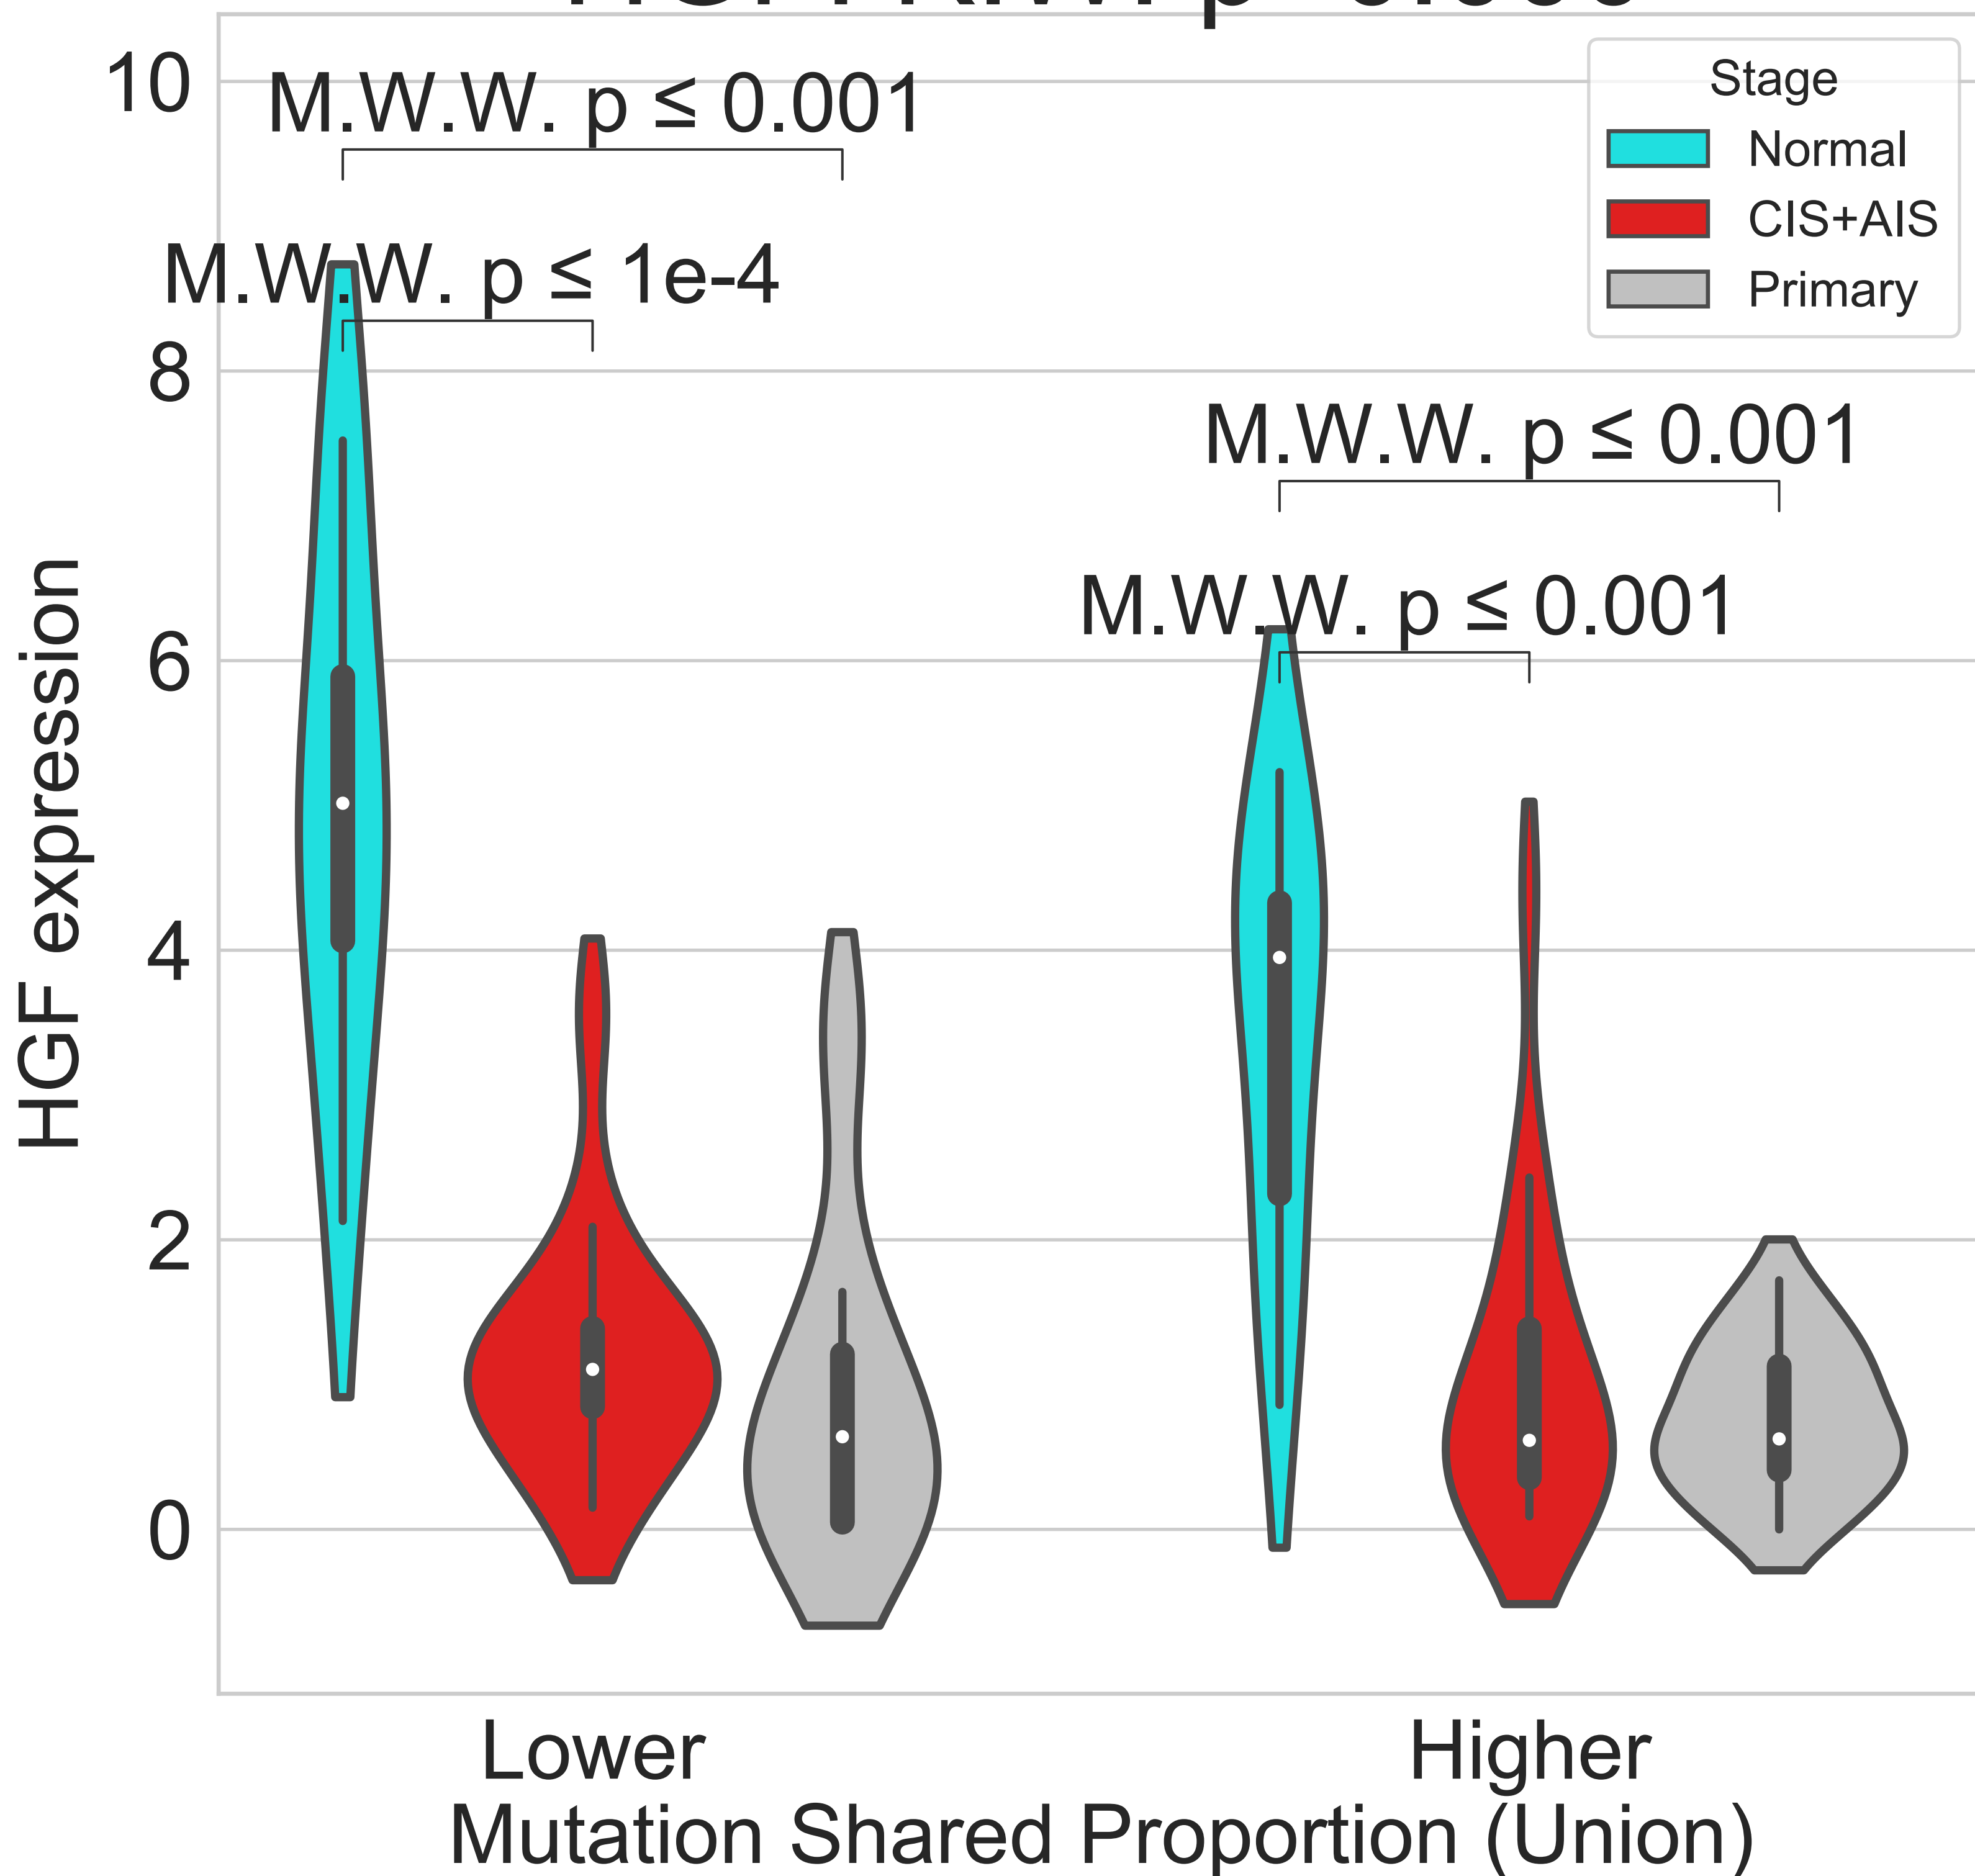 10
M.W.W. p ≤ 0.001
Stage
Normal
CIS+AIS
Primary
M.W.W. p ≤ 1e-4
8
M.W.W. p ≤ 0.001
M.W.W. p ≤ 0.001
6
HGF expression
4
2
0
Lower
Higher
Mutation Shared Proportion (Union)